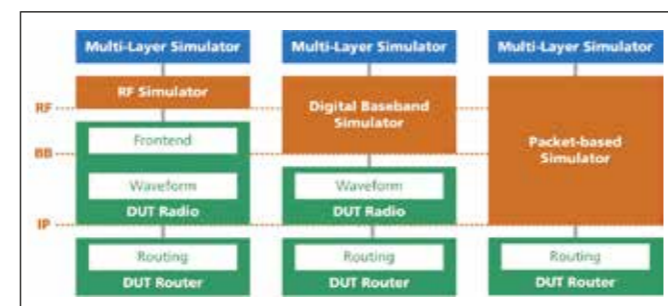 Multi-Layer Simulator
Multi-Layer Simulator
Multi-Layer Simulator
RF Simulator
RF
Digital Baseband
Simulator
Packet-based
Simulator
Frontend
BB
Waveform
DUT Radio
Waveform
DUT Radio
IP
Routing
DUT Router
Routing
DUT Router
Routing
DUT Router